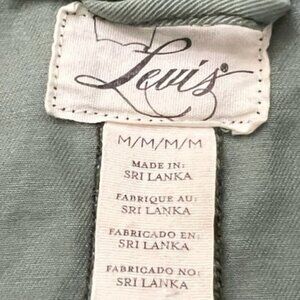 Levi's®
M/M/M/M
MADE IN:
SRI LANKA
FABRIQUE AU:
SRI LANKA
FABRICADO EN:
SRI LANKA
FABRICADO NO:
SRI LANKA